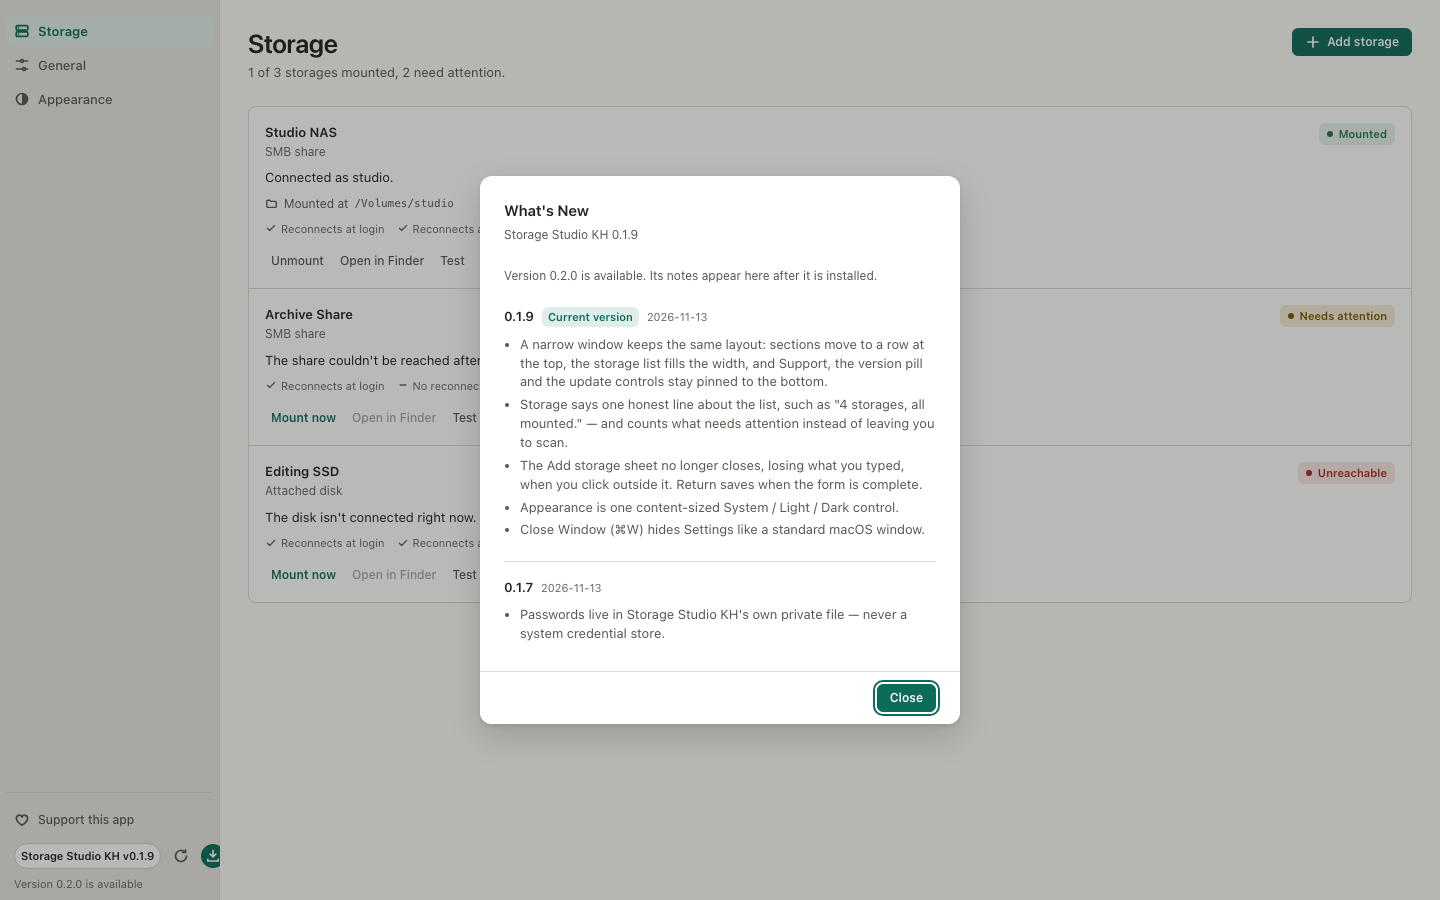 Storage
General
Appearance
Storage
1 of 3 storages mounted, 2 need attention.
Add storage
Studio NAS
SMB share
Mounted
Connected as studio.
Mounted at /Volumes/studio
Reconnects at login
Reconnects
Unmount
Open in Finder
Test
Archive Share
SMB share
Needs attention
The share couldn't be reached after
Reconnects at login
No
Mount now
Open in Finder
Test
Editing SSD
Attached disk
Unreachable
The disk isn't connected right now.
Reconnects at login
Reconnects
Mount now
Open in Finder
Test
What's New
Storage Studio KH 0.1.9
Version 0.2.0 is available. Its notes appear here after it is installed.
0.1.9 Current version 2026-11-13
• A narrow window keeps the same layout: sections move to a row at
the top, the storage list fills the width, and Support, the version pill
and the update controls stay pinned to the bottom.
• Storage says one honest line about the list, such as "4 storages, all
mounted." — and counts what needs attention instead of leaving you
to scan.
• The Add storage sheet no longer closes, losing what you typed,
when you click outside it. Return saves when the form is complete.
• Appearance is one content-sized System / Light / Dark control.
• Close Window (⌘W) hides Settings like a standard macOS window.
0.1.7 2026-11-13
• Passwords live in Storage Studio KH's own private file — never a
system credential store.
Close
Support this app
Storage Studio KH v0.1.9
Version 0.2.0 is available